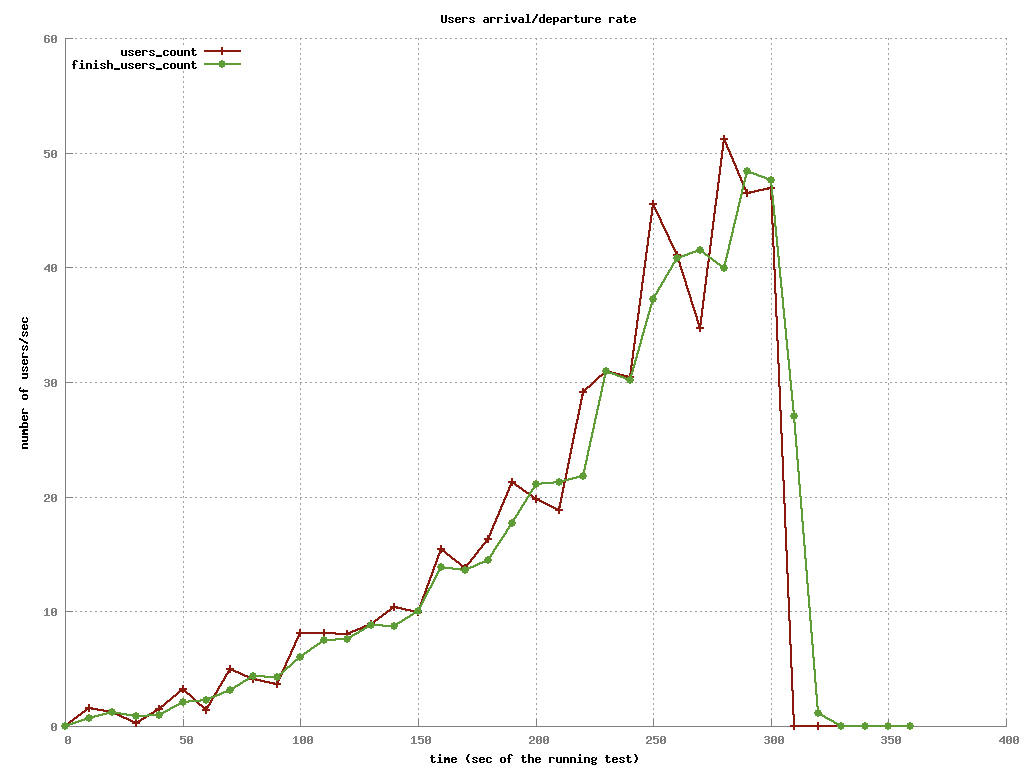 Users arrival/departure rate
users_count
finish_users_count
60
50
40
30
20
10
0
number of users/sec
0 50 100 150 200 250 300 350 400
time (sec of the running test)